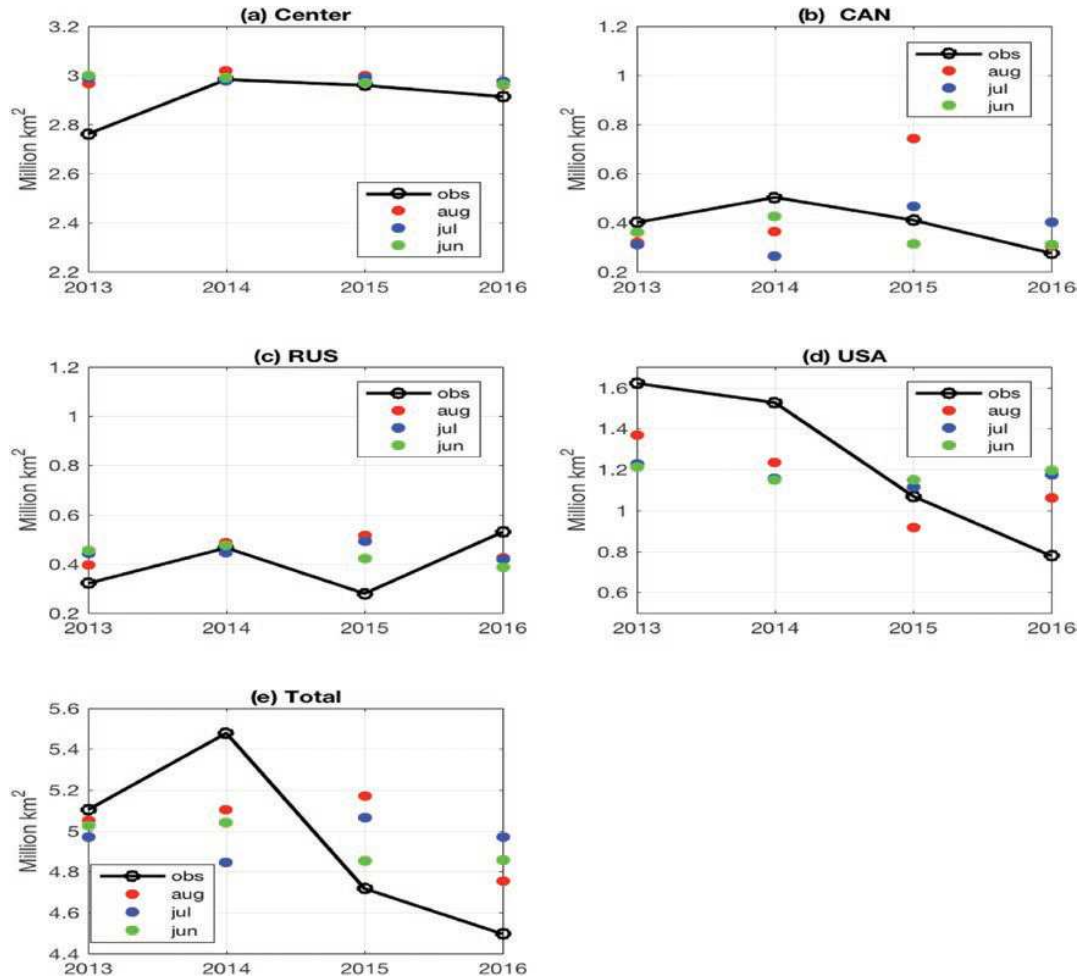 (a) Center
Million km²
3.2
3
2.8
2.6
2.4
2.2
2013 2014 2015 2016
obs
aug
jul
jun
(b) CAN
Million km²
1.2
1
0.8
0.6
0.4
0.2
2013 2014 2015 2016
obs
aug
jul
jun
(c) RUS
Million km²
1.2
1
0.8
0.6
0.4
0.2
2013 2014 2015 2016
obs
aug
jul
jun
(d) USA
Million km²
1.6
1.4
1.2
1
0.8
0.6
2013 2014 2015 2016
obs
aug
jul
jun
(e) Total
Million km²
5.6
5.4
5.2
5
4.8
4.6
4.4
2013 2014 2015 2016
obs
aug
jul
jun